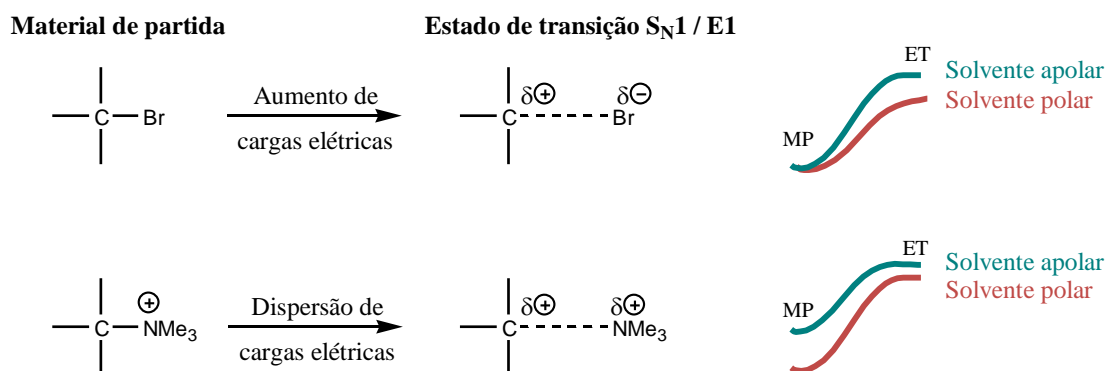 Material de partida
Estado de transição SN1 / E1
C Br
Aumento de
cargas elétricas
δ⊕ δ⊖
C Br
ET
Solvente apolar
Solvente polar
MP
⊕
C NMe3
Dispersão de
cargas elétricas
δ⊕ δ⊕
C NMe3
ET
Solvente apolar
Solvente polar
MP